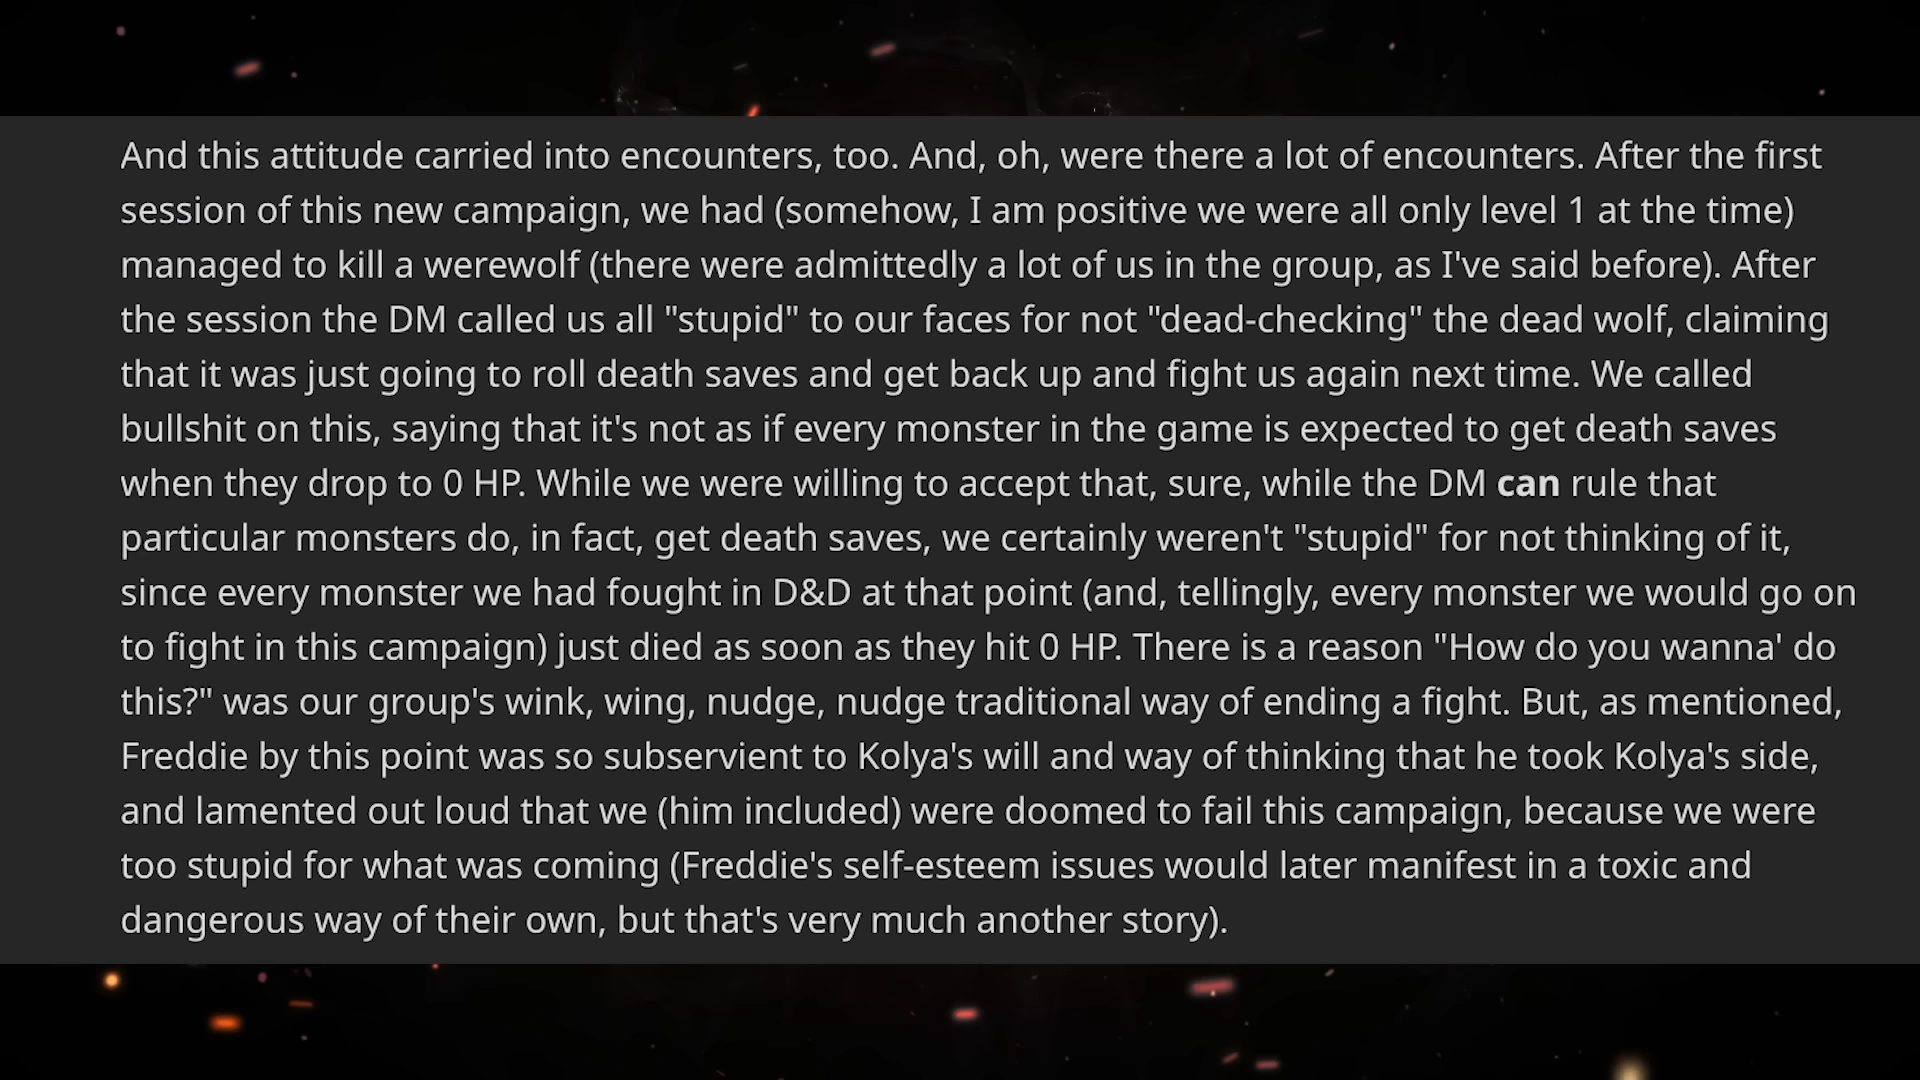 And this attitude carried into encounters, too. And, oh, were there a lot of encounters. After the first
session of this new campaign, we had (somehow, I am positive we were all only level 1 at the time)
managed to kill a werewolf (there were admittedly a lot of us in the group, as I've said before). After
the session the DM called us all "stupid" to our faces for not "dead-checking" the dead wolf, claiming
that it was just going to roll death saves and get back up and fight us again next time. We called
bullshit on this, saying that it's not as if every monster in the game is expected to get death saves
when they drop to 0 HP. While we were willing to accept that, sure, while the DM can rule that
particular monsters do, in fact, get death saves, we certainly weren't "stupid" for not thinking of it,
since every monster we had fought in D&D at that point (and, tellingly, every monster we would go on
to fight in this campaign) just died as soon as they hit 0 HP. There is a reason "How do you wanna' do
this?" was our group's wink, wing, nudge, nudge traditional way of ending a fight. But, as mentioned,
Freddie by this point was so subservient to Kolya's will and way of thinking that he took Kolya's side,
and lamented out loud that we (him included) were doomed to fail this campaign, because we were
too stupid for what was coming (Freddie's self-esteem issues would later manifest in a toxic and
dangerous way of their own, but that's very much another story).